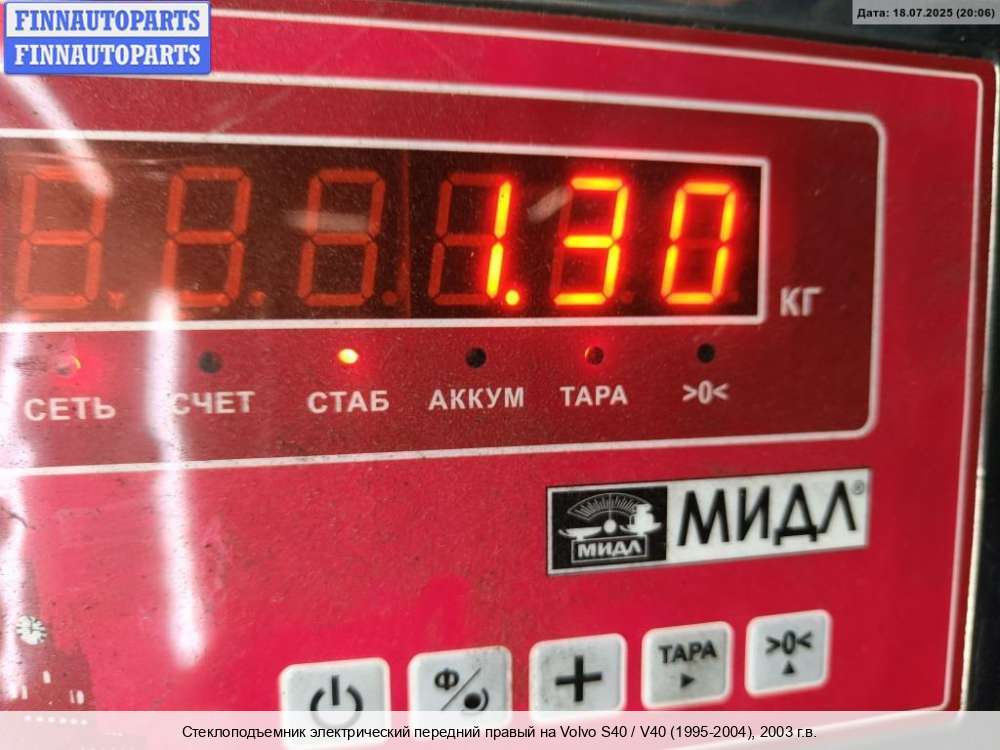 FINNAUTOPARTS
FINNAUTOPARTS
Дата: 18.07.2025 (20:06)
1.30
КГ
СЕТЬ СЧЕТ СТАБ АККУМ ТАРА >0<
МИДЛ МИДЛ®
Ф ТАРА >0<
Стеклоподъемник электрический передний правый на Volvo S40 / V40 (1995-2004), 2003 г.в.